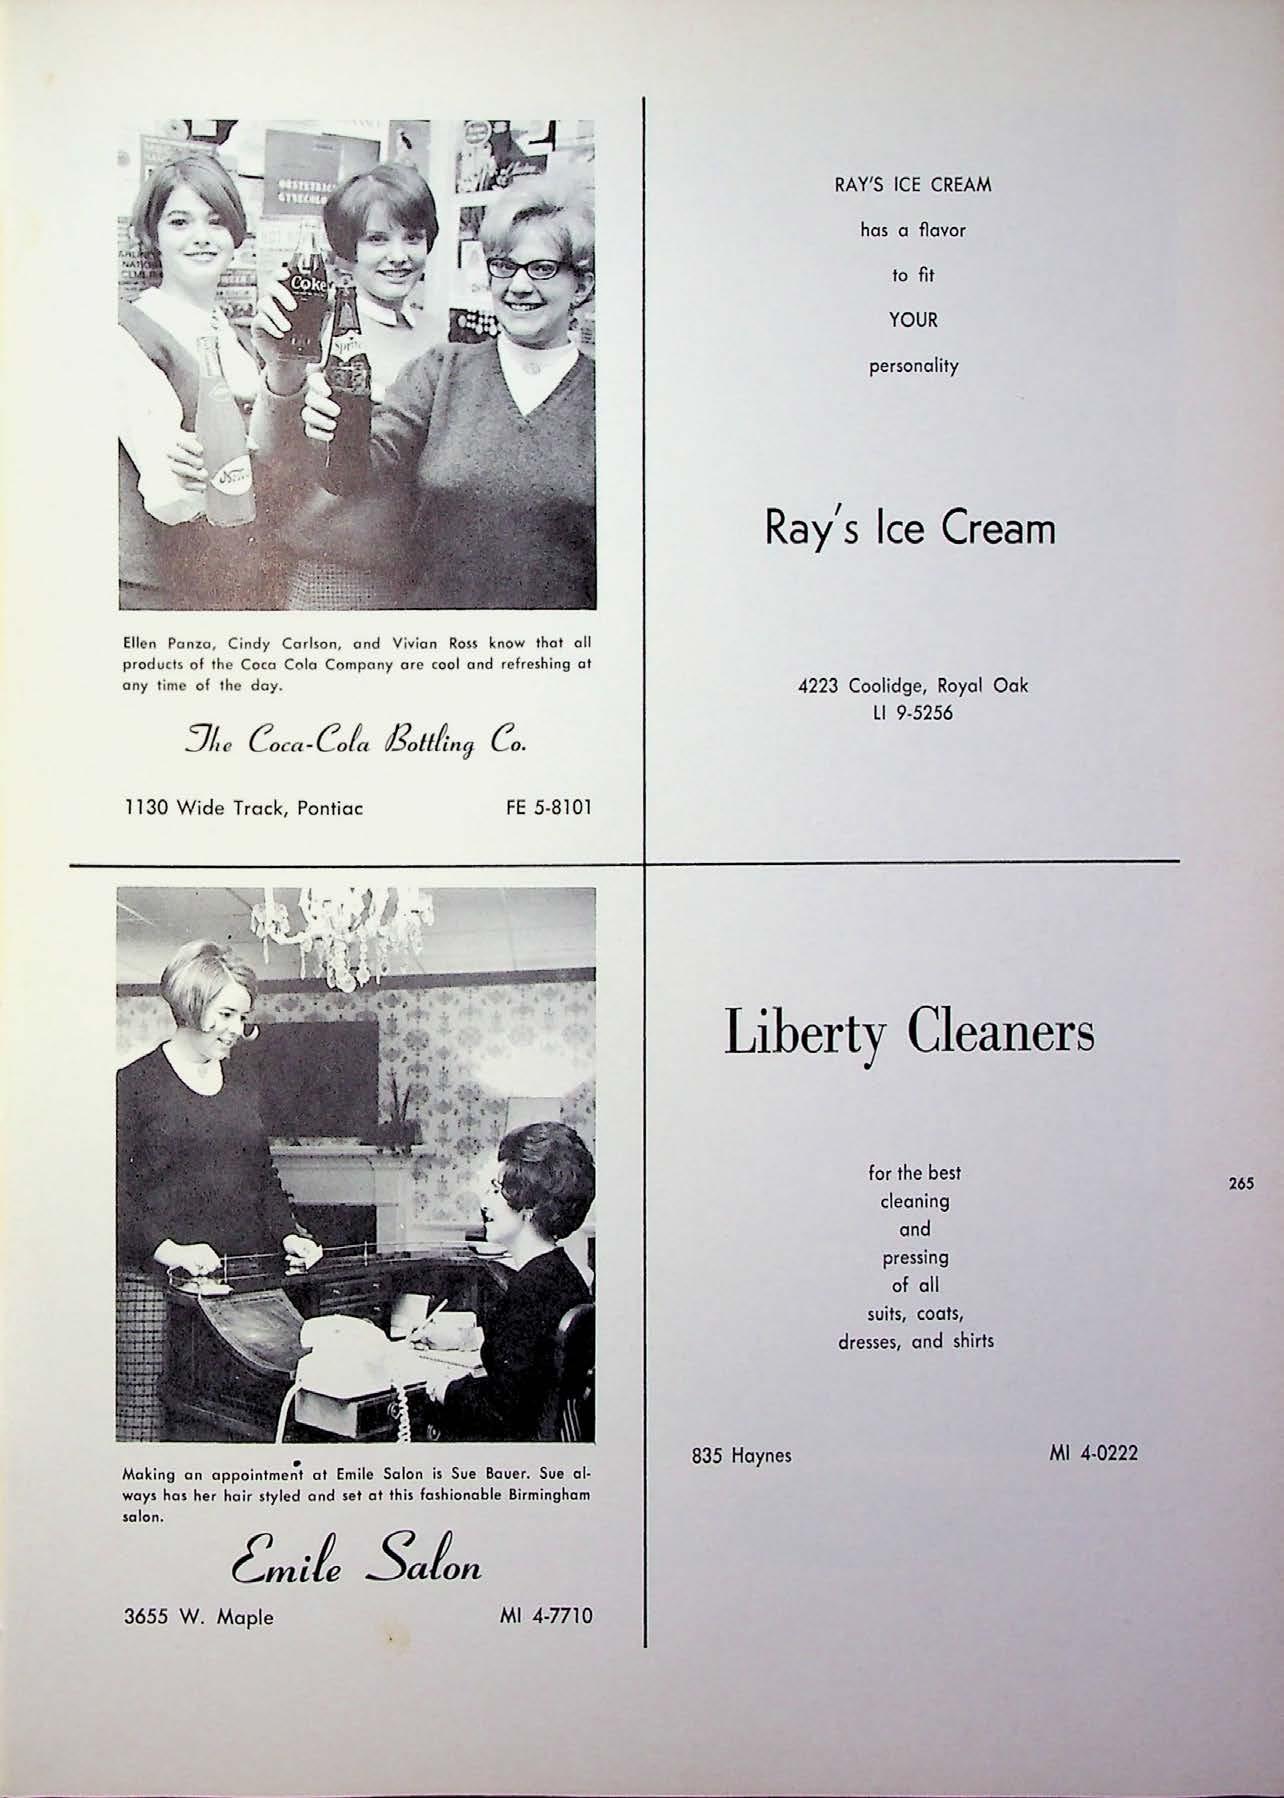 OBSTETRICS
GYNECOLO
Coke
Sprite
Ellen Panza, Cindy Carlson, and Vivian Ross know that all
products of the Coca Cola Company are cool and refreshing at
any time of the day.
The Coca-Cola Bottling Co.
1130 Wide Track, Pontiac FE 5-8101
RAY'S ICE CREAM
has a flavor
to fit
YOUR
personality
Ray's Ice Cream
4223 Coolidge, Royal Oak
LI 9-5256
Making an appointment at Emile Salon is Sue Bauer. Sue al-
ways has her hair styled and set at this fashionable Birmingham
salon.
Emile Salon
3655 W. Maple MI 4-7710
Liberty Cleaners
for the best
cleaning
and
pressing
of all
suits, coats,
dresses, and shirts
835 Haynes MI 4-0222
265